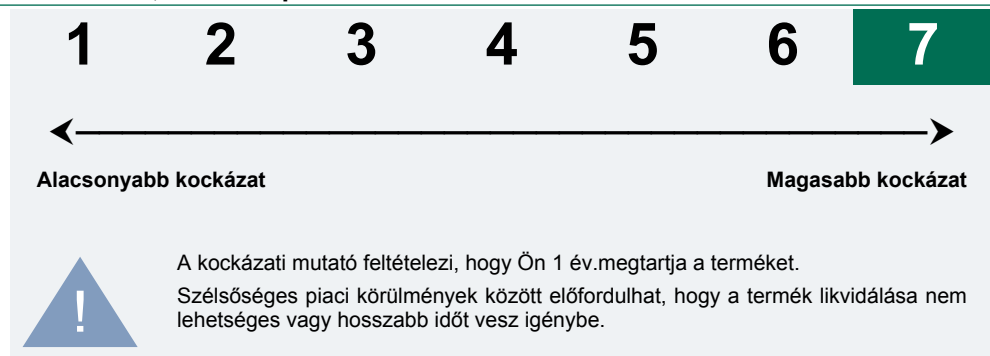 1 2 3 4 5 6 7
Alacsonyabb kockázat Magasabb kockázat
A kockázati mutató feltételezi, hogy Ön 1 év.megtartja a terméket.
Szélsőséges piaci körülmények között előfordulhat, hogy a termék likvidálása nem
lehetséges vagy hosszabb időt vesz igénybe.
!